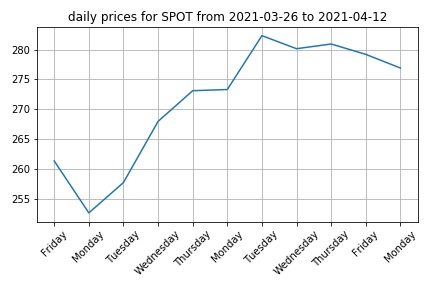 daily prices for SPOT from 2021-03-26 to 2021-04-12
280
275
270
265
260
255
Friday
Monday
Tuesday
Wednesday
Thursday
Monday
Tuesday
Wednesday
Thursday
Friday
Monday